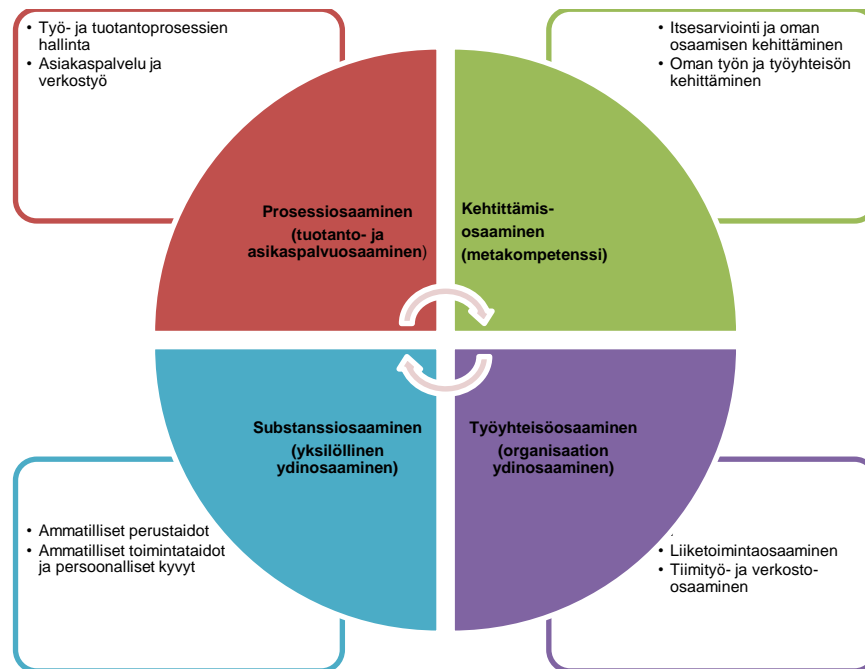 • Työ- ja tuotantoprosessien
hallinta
• Asiakaspalvelu ja
verkostyö
• Itsesarviointi ja oman
osaamisen kehittäminen
• Oman työn ja työyhteisön
kehittäminen
Prosessiosaaminen
(tuotanto- ja
asikaspalvuosaaminen)
Kehtittämis-
osaaminen
(metakompetenssi)
Substanssiosaaminen
(yksilöllinen
ydinosaaminen)
Työyhteisöosaaminen
(organisaation
ydinosaaminen)
• Ammatilliset perustaidot
• Ammatilliset toimintataidot
ja persoonalliset kyvyt
.
• Liiketoimintaosaaminen
• Tiimityö- ja verkosto-
osaaminen